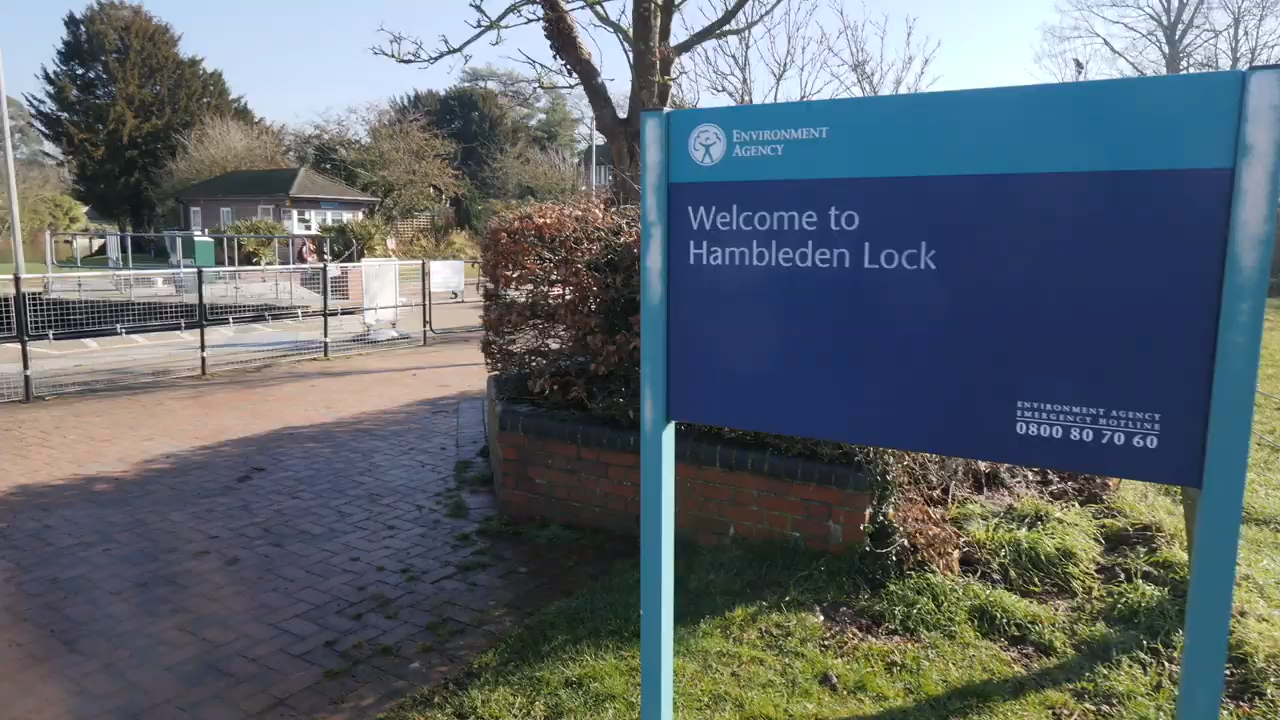 ENVIRONMENT
AGENCY
Welcome to
Hambleden Lock
ENVIRONMENT AGENCY
EMERGENCY HOTLINE
0800 80 70 60